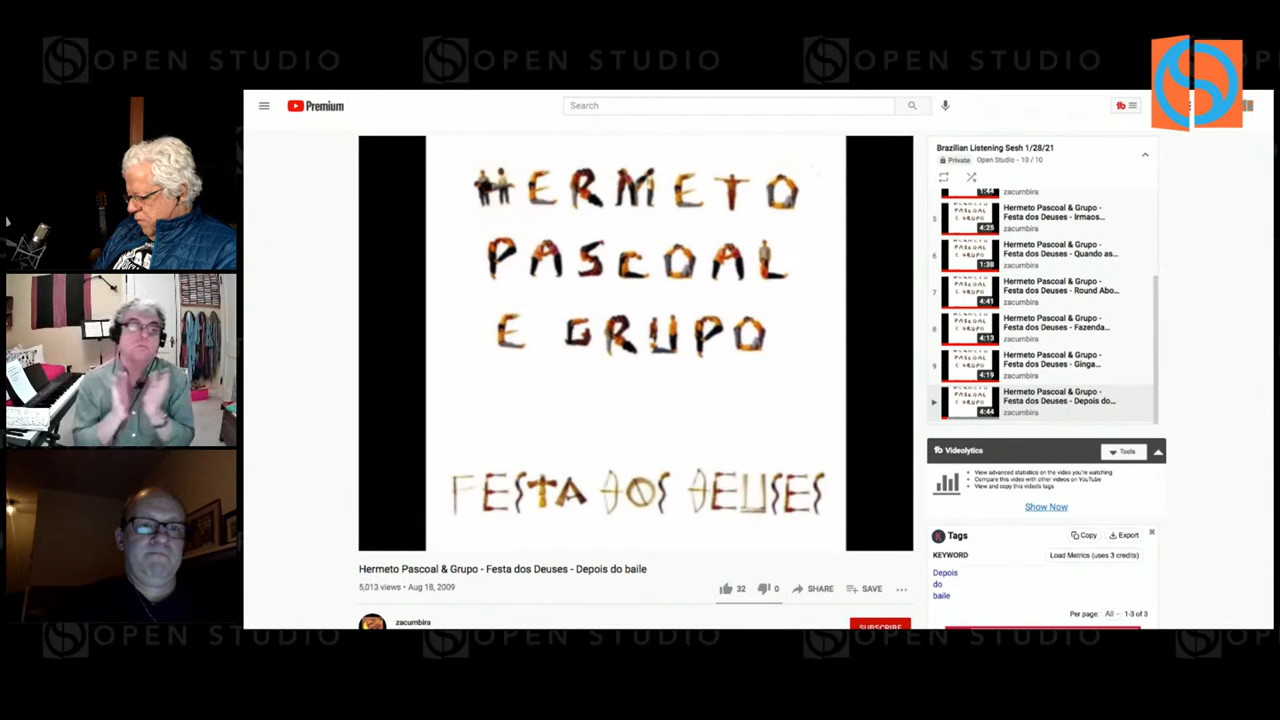 OPEN STUDIO
OPEN STUDIO
OPEN STUDIO
Premium
Search
HERMETO
PASCOAL
E GRUPO
FESTA DOS DEUSES
Hermeto Pascoal & Grupo - Festa dos Deuses - Depois do baile
5,013 views • Aug 18, 2009
32
0
SHARE
SAVE
zacumbira
SUBSCRIBE
Brazilian Listening Sesh 1/28/21
Private Open Studio - 10 / 10
zacumbira
5
4:25
Hermeto Pascoal & Grupo -
Festa dos Deuses - Irmaos...
zacumbira
6
1:38
Hermeto Pascoal & Grupo -
Festa dos Deuses - Quando as...
zacumbira
7
4:41
Hermeto Pascoal & Grupo -
Festa dos Deuses - Round Abo...
zacumbira
8
4:13
Hermeto Pascoal & Grupo -
Festa dos Deuses - Fazenda...
zacumbira
9
4:19
Hermeto Pascoal & Grupo -
Festa dos Deuses - Ginga...
zacumbira
4:44
Hermeto Pascoal & Grupo -
Festa dos Deuses - Depois do...
zacumbira
tb Videolytics
Tools
View advanced statistics on the video you're watching
Compare this video with other videos on YouTube
View and copy this video's tags
Show Now
Tags
Copy
Export
KEYWORD
Load Metrics (uses 3 credits)
Depois
do
baile
Per page: All 1-3 of 3
OPEN STUDIO
OPEN STUDIO
OPEN STUDIO
OP